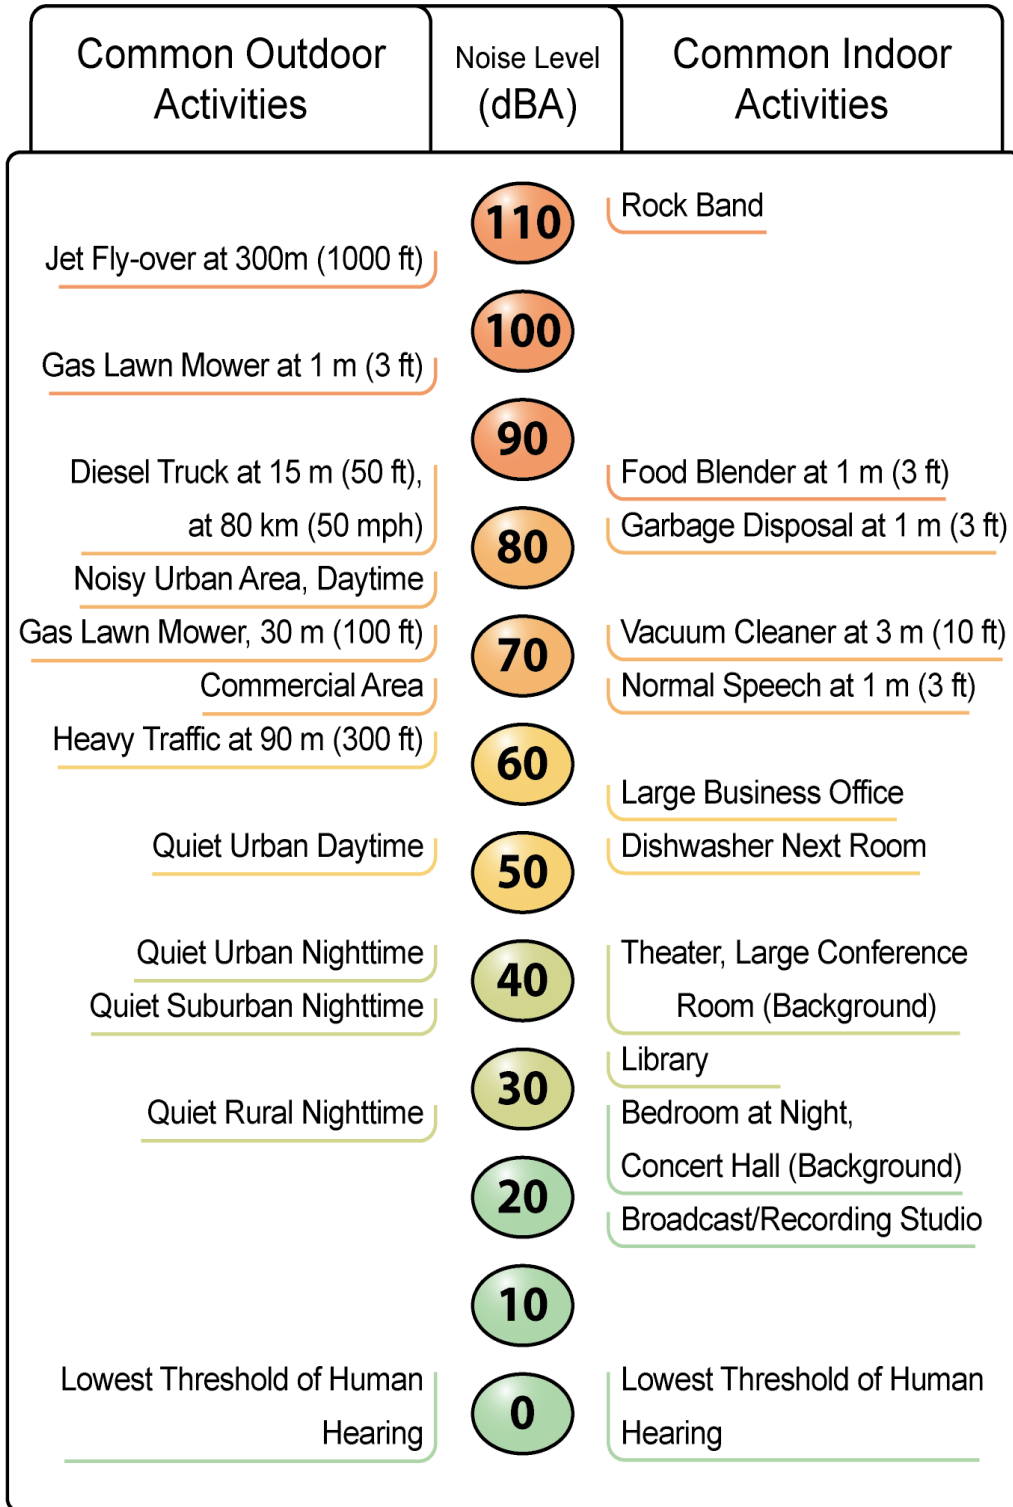 Common Outdoor
Activities
Noise Level
(dBA)
Common Indoor
Activities
110
Rock Band
Jet Fly-over at 300m (1000 ft)
100
Gas Lawn Mower at 1 m (3 ft)
90
Diesel Truck at 15 m (50 ft),
at 80 km (50 mph)
Food Blender at 1 m (3 ft)
80
Garbage Disposal at 1 m (3 ft)
Noisy Urban Area, Daytime
Gas Lawn Mower, 30 m (100 ft)
70
Vacuum Cleaner at 3 m (10 ft)
Commercial Area
Normal Speech at 1 m (3 ft)
Heavy Traffic at 90 m (300 ft)
60
Large Business Office
Quiet Urban Daytime
50
Dishwasher Next Room
Quiet Urban Nighttime
40
Theater, Large Conference
Room (Background)
Quiet Suburban Nighttime
30
Library
Quiet Rural Nighttime
Bedroom at Night,
Concert Hall (Background)
20
Broadcast/Recording Studio
10
Lowest Threshold of Human
Hearing
0
Lowest Threshold of Human
Hearing